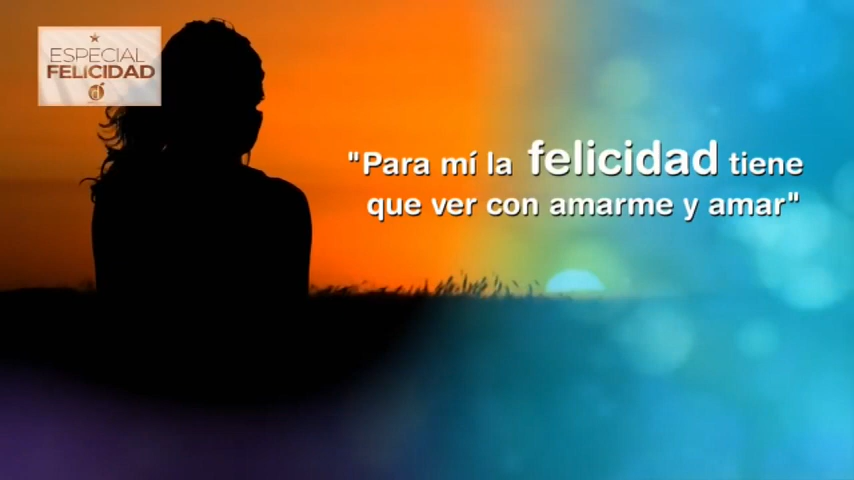 ESPECIAL
FELICIDAD
"Para mí la felicidad tiene
que ver con amarme y amar"